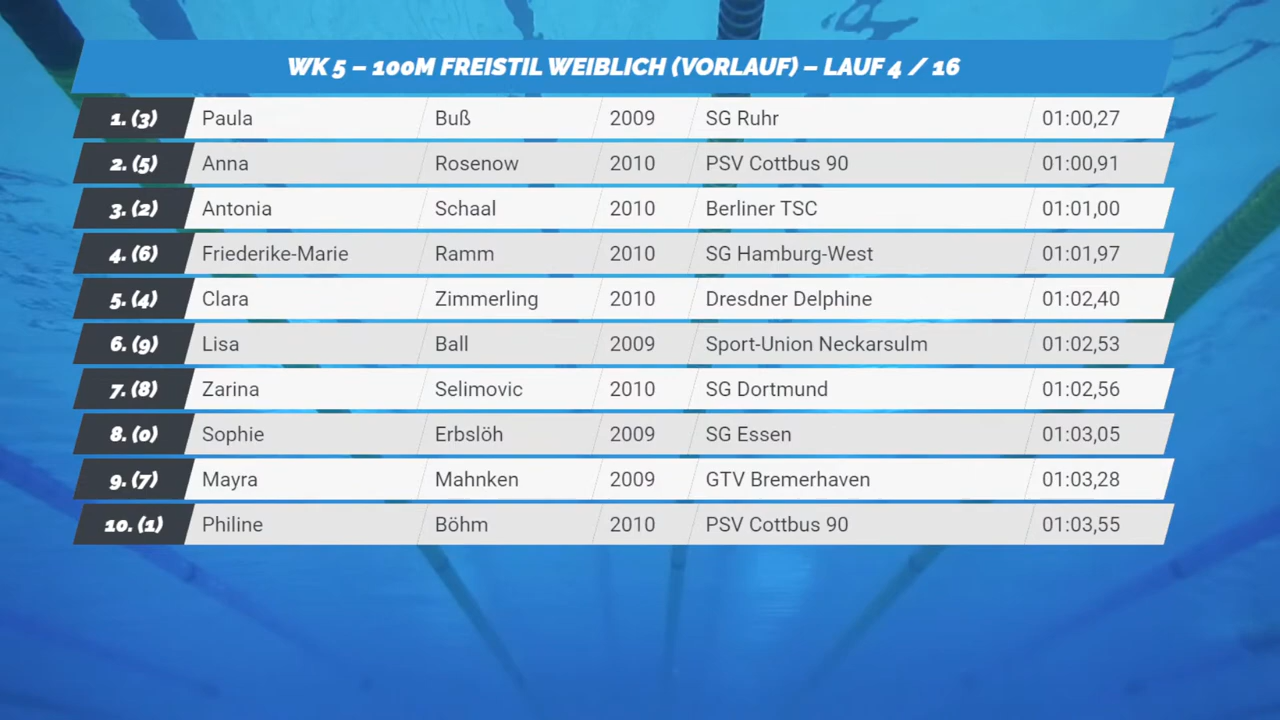 WK 5 – 100M FREISTIL WEIBLICH (VORLAUF) – LAUF 4 / 16
1. (3) Paula Buß 2009 SG Ruhr 01:00,27
2. (5) Anna Rosenow 2010 PSV Cottbus 90 01:00,91
3. (2) Antonia Schaal 2010 Berliner TSC 01:01,00
4. (6) Friederike-Marie Ramm 2010 SG Hamburg-West 01:01,97
5. (4) Clara Zimmerling 2010 Dresdner Delphine 01:02,40
6. (9) Lisa Ball 2009 Sport-Union Neckarsulm 01:02,53
7. (8) Zarina Selimovic 2010 SG Dortmund 01:02,56
8. (0) Sophie Erbslöh 2009 SG Essen 01:03,05
9. (7) Mayra Mahnken 2009 GTV Bremerhaven 01:03,28
10. (1) Philine Böhm 2010 PSV Cottbus 90 01:03,55